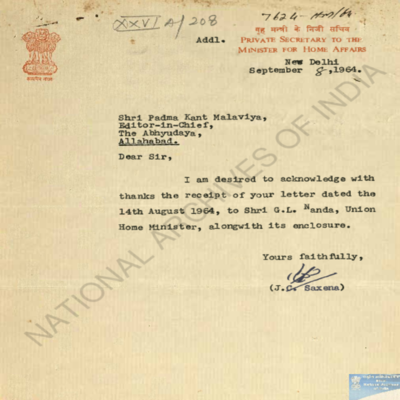 XXVI A/208
7624
Addl.
गृह मन्त्री के निजी सचिव
PRIVATE SECRETARY TO THE
MINISTER FOR HOME AFFAIRS
New Delhi
September 8, 1964.
Shri Padma Kant Malaviya,
Editor-in-Chief,
The Abhyudaya,
Allahabad.
Dear Sir,
I am desired to acknowledge with
thanks the receipt of your letter dated the
14th August 1964, to Shri G.L. Nanda, Union
Home Minister, alongwith its enclosure.
Yours faithfully,
(J.C. Saxena)
NATIONAL ARCHIVES OF INDIA